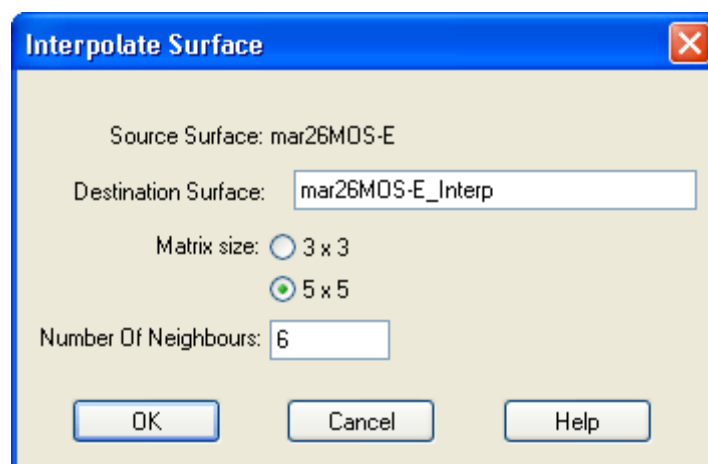 Interpolate Surface
Source Surface: mar26MOS-E
Destination Surface: mar26MOS-E_Interp
Matrix size: 3 x 3
5 x 5
Number Of Neighbours: 6
OK Cancel Help